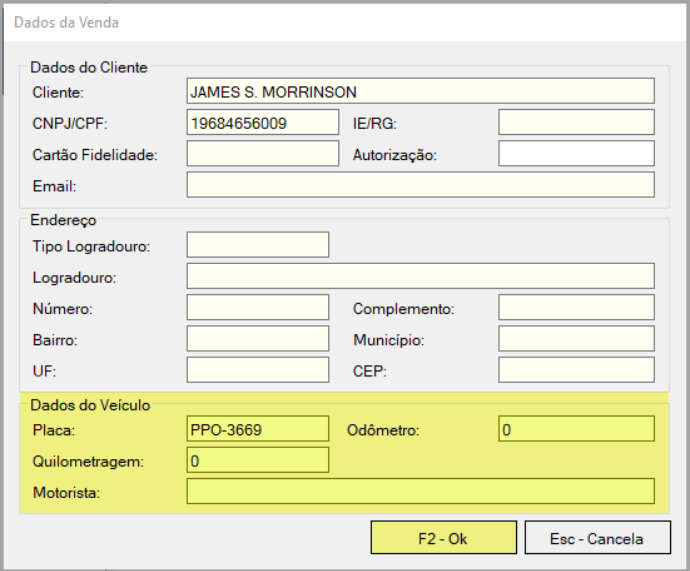 Dados da Venda
Dados do Cliente
Cliente: JAMES S. MORRINSON
CNPJ/CPF: 19684656009 IE/RG:
Cartão Fidelidade: Autorização:
Email:
Endereço
Tipo Logradouro:
Logradouro:
Número: Complemento:
Bairro: Município:
UF: CEP:
Dados do Veículo
Placa: PPO-3669 Odômetro: 0
Quilometragem: 0
Motorista:
F2 - Ok Esc - Cancela